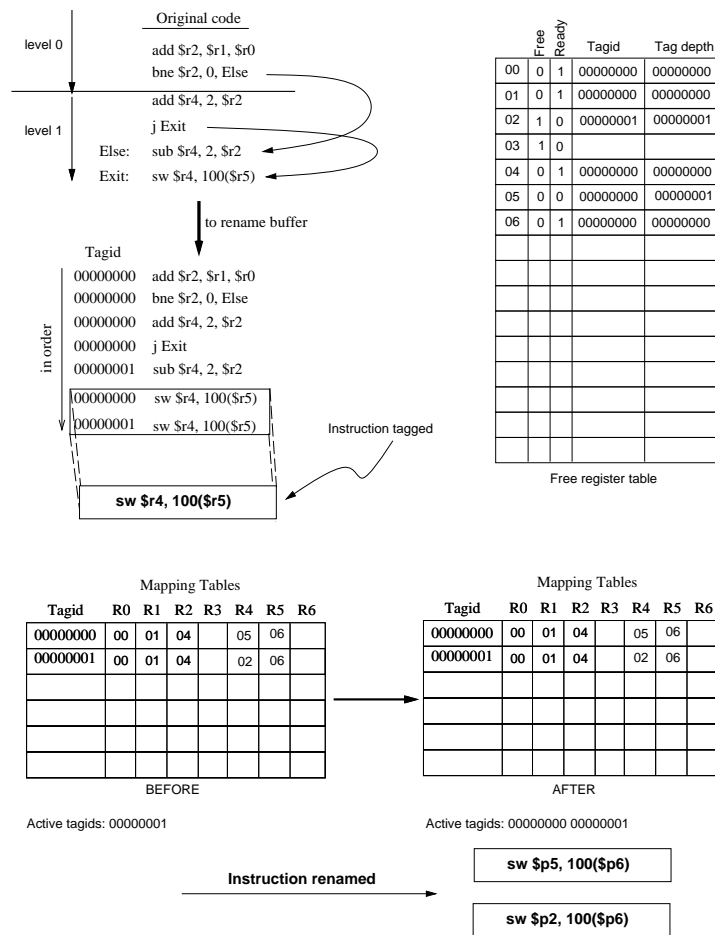 Original code
level 0
add $r2, $r1, $r0
bne $r2, 0, Else
add $r4, 2, $r2
level 1
j Exit
Else: sub $r4, 2, $r2
Exit: sw $r4, 100($r5)
to rename buffer
Tagid
in order
00000000 add $r2, $r1, $r0
00000000 bne $r2, 0, Else
00000000 add $r4, 2, $r2
00000000 j Exit
00000001 sub $r4, 2, $r2
00000000 sw $r4, 100($r5)
00000001 sw $r4, 100($r5)
Instruction tagged
sw $r4, 100($r5)
Free Ready Tagid Tag depth
00 0 1 00000000 00000000
01 0 1 00000000 00000000
02 1 0 00000001 00000001
03 1 0
04 0 1 00000000 00000000
05 0 0 00000000 00000001
06 0 1 00000000 00000000
Free register table
Mapping Tables
Tagid R0 R1 R2 R3 R4 R5 R6
00000000 00 01 04 05 06
00000001 00 01 04 02 06
BEFORE
Active tagids: 00000001
Mapping Tables
Tagid R0 R1 R2 R3 R4 R5 R6
00000000 00 01 04 05 06
00000001 00 01 04 02 06
AFTER
Active tagids: 00000000 00000001
Instruction renamed
sw $p5, 100($p6)
sw $p2, 100($p6)